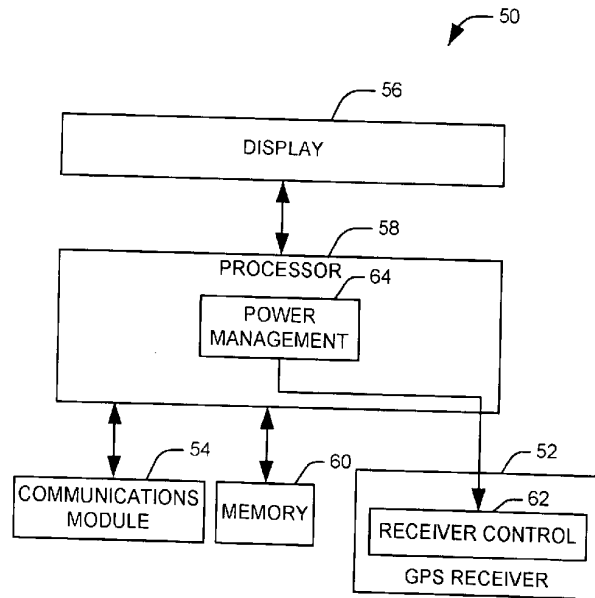 50
56
DISPLAY
58
PROCESSOR
64
POWER
MANAGEMENT
54
60
52
COMMUNICATIONS
MODULE
MEMORY
62
RECEIVER CONTROL
GPS RECEIVER